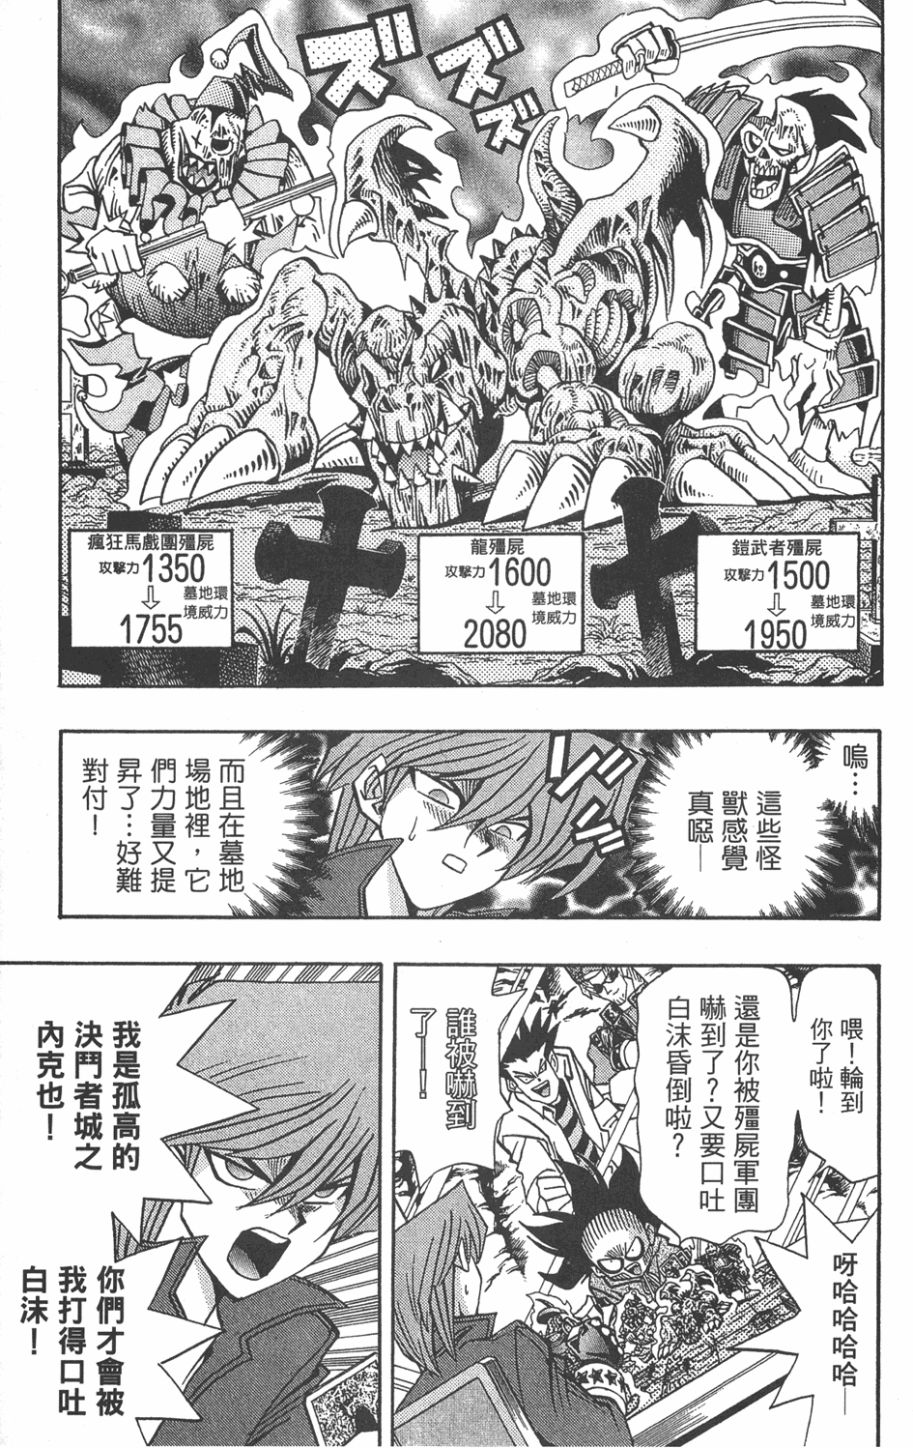 ズズズ
瘋狂馬戲團殭屍
攻擊力1350
⇩
墓地環
境威力
1755
龍殭屍
攻擊力1600
⇩
墓地環
境威力
2080
鎧武者殭屍
攻擊力1500
⇩
墓地環
境威力
1950
嗚…
這些怪
獸感覺
真噁─
ズズ…
而且在墓地
場地裡，它
們力量又提
昇了…好難
對付！
喂！輪到
你了啦！
還是你被殭屍軍團
嚇到了？又要口吐
白沫昏倒啦？
呀哈哈哈哈─
誰被嚇到
了─！
我是孤高的
決鬥者城之
內克也！
你們才會被
我打得口吐
白沫！